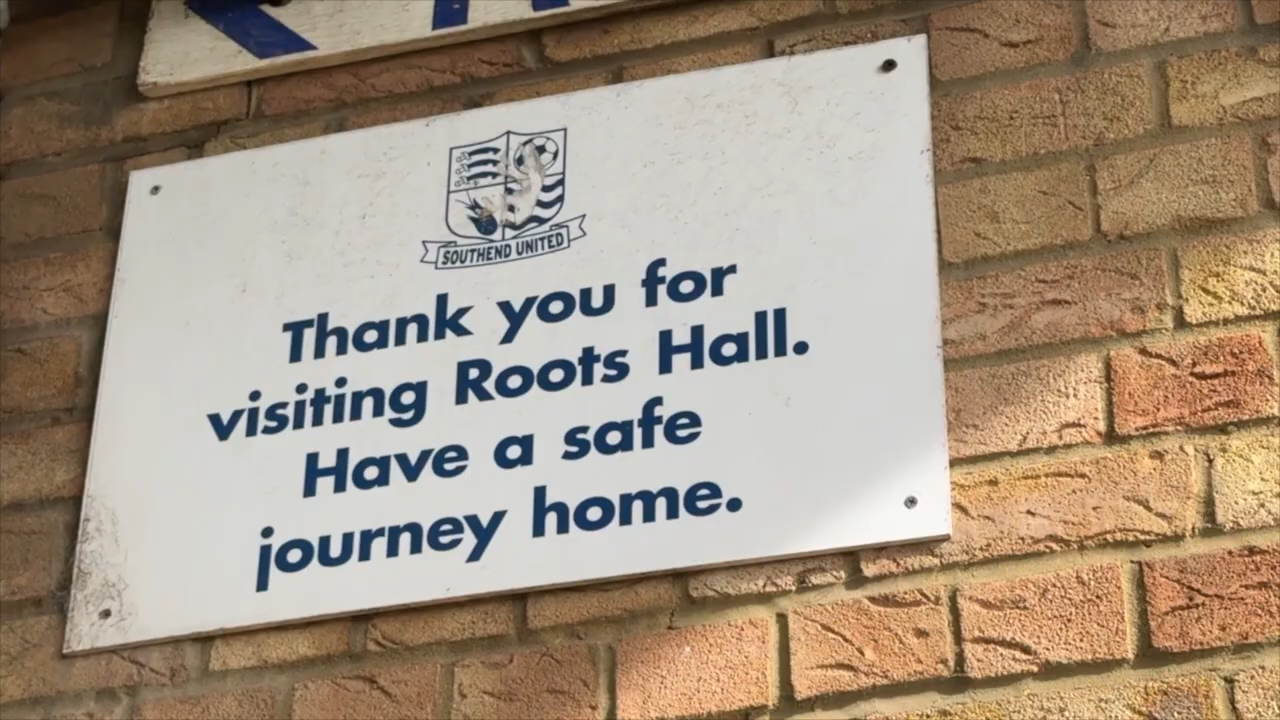 SOUTHEND UNITED
Thank you for
visiting Roots Hall.
Have a safe
journey home.